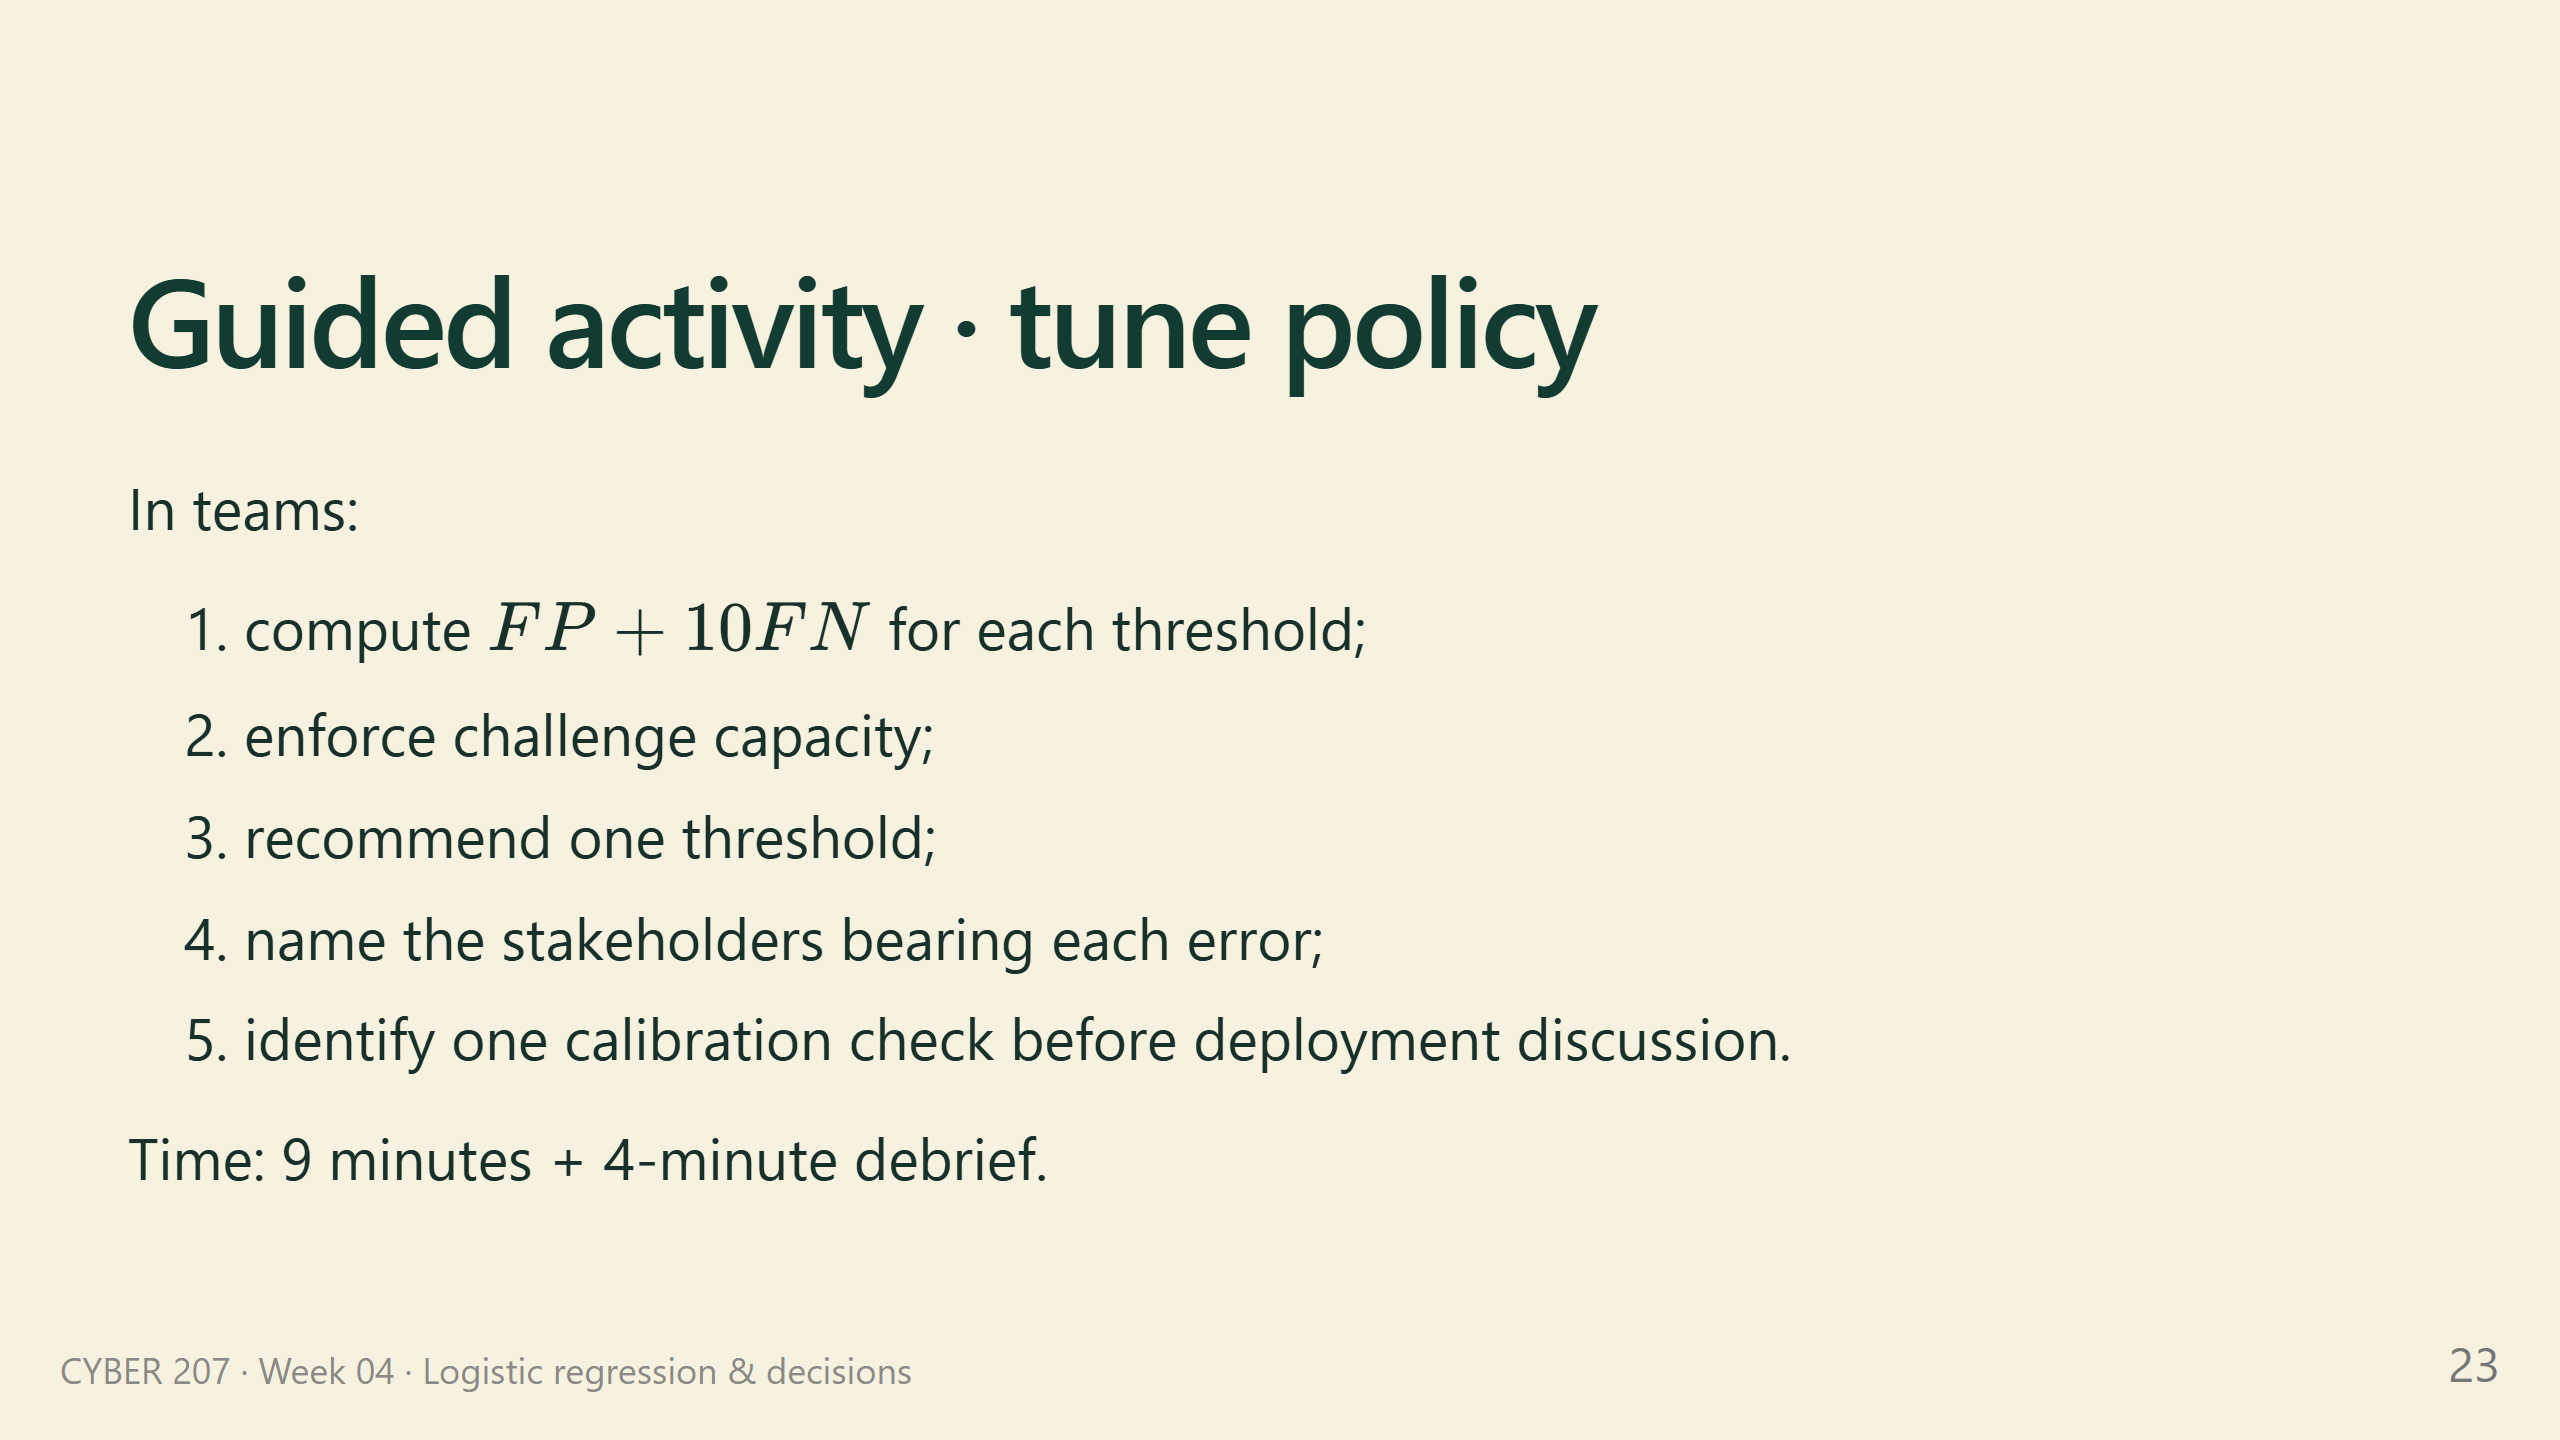 Guided activity · tune policy
In teams:
1. compute FP + 10FN for each threshold;
2. enforce challenge capacity;
3. recommend one threshold;
4. name the stakeholders bearing each error;
5. identify one calibration check before deployment discussion.
Time: 9 minutes + 4-minute debrief.
CYBER 207 · Week 04 · Logistic regression & decisions
23